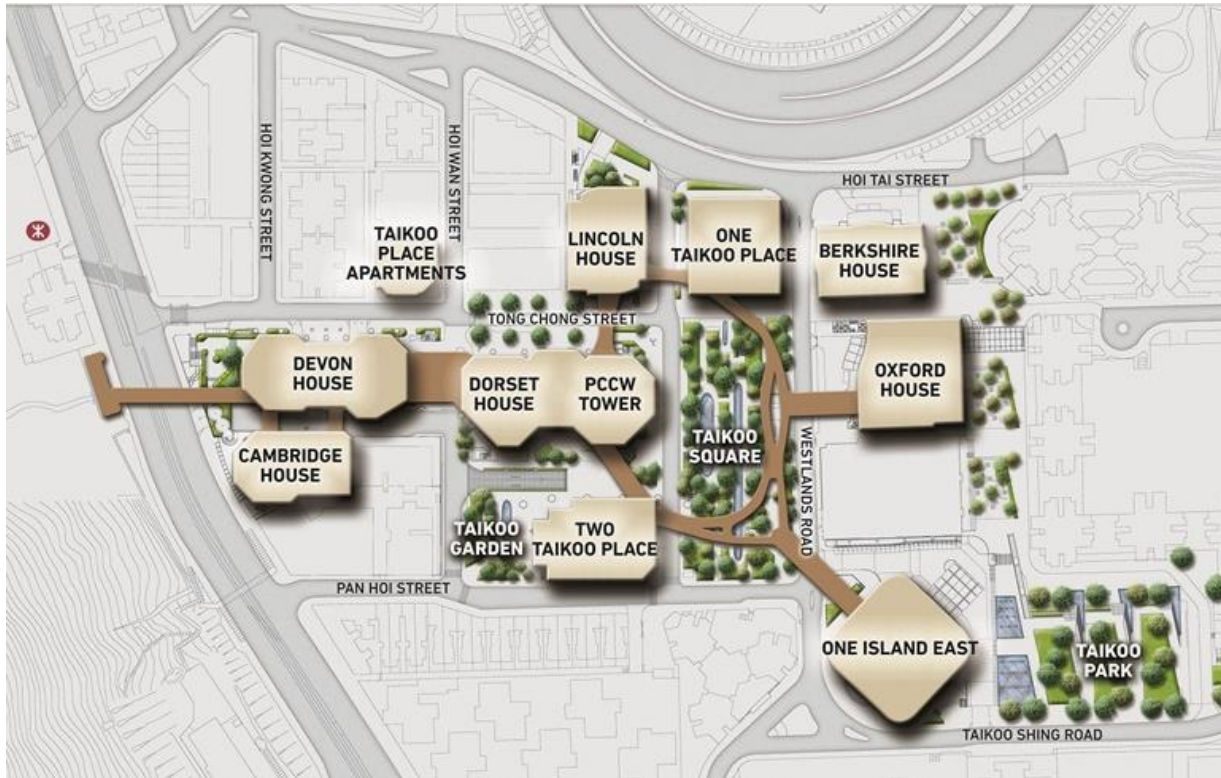 HOI KWONG STREET
HOI WAN STREET
HOI TAI STREET
TAIKOO
PLACE
APARTMENTS
LINCOLN
HOUSE
ONE
TAIKOO PLACE
BERKSHIRE
HOUSE
TONG CHONG STREET
DEVON
HOUSE
DORSET
HOUSE
PCCW
TOWER
OXFORD
HOUSE
TAIKOO
SQUARE
WESTLANDS ROAD
CAMBRIDGE
HOUSE
TAIKOO
GARDEN
TWO
TAIKOO PLACE
PAN HOI STREET
ONE ISLAND EAST
TAIKOO
PARK
TAIKOO SHING ROAD